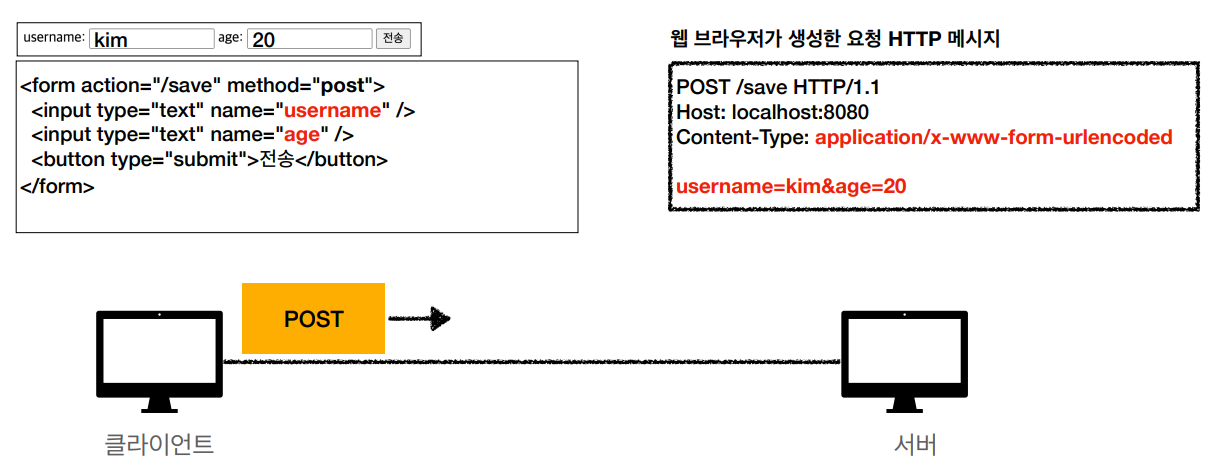 username: kim age: 20 전송
<form action="/save" method="post">
<input type="text" name="username" />
<input type="text" name="age" />
<button type="submit">전송</button>
</form>
웹 브라우저가 생성한 요청 HTTP 메시지
POST /save HTTP/1.1
Host: localhost:8080
Content-Type: application/x-www-form-urlencoded
username=kim&age=20
POST
클라이언트
서버